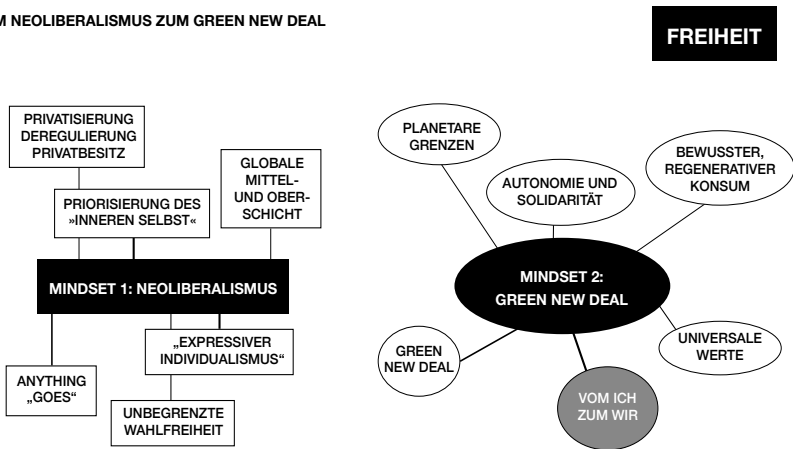 M NEOLIBERALISMUS ZUM GREEN NEW DEAL
FREIHEIT
PRIVATISIERUNG
DEREGULIERUNG
PRIVATBESITZ
GLOBALE
MITTEL-
UND OBER-
SCHICHT
PRIORISIERUNG DES
»INNEREN SELBST«
MINDSET 1: NEOLIBERALISMUS
„EXPRESSIVER
INDIVIDUALISMUS“
ANYTHING
„GOES“
UNBEGRENZTE
WAHLFREIHEIT
PLANETARE
GRENZEN
AUTONOMIE UND
SOLIDARITÄT
BEWUSSTER,
REGENERATIVER
KONSUM
MINDSET 2:
GREEN NEW DEAL
GREEN
NEW DEAL
VOM ICH
ZUM WIR
UNIVERSALE
WERTE